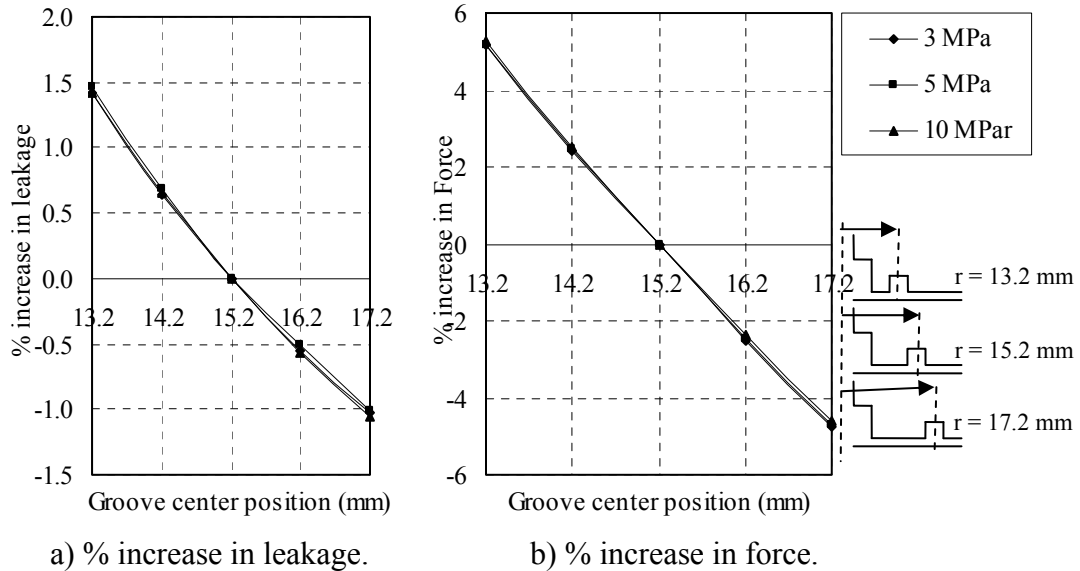 2.0
1.5
1.0
0.5
0.0
-0.5
-1.0
-1.5
% increase in leakage
13.2 14.2 15.2 16.2 17.2
Groove center position (mm)
a) % increase in leakage.
6
4
2
0
-2
-4
-6
% increase in Force
13.2 14.2 15.2 16.2 17.2
Groove center position (mm)
b) % increase in force.
3 MPa
5 MPa
10 MPar
r = 13.2 mm
r = 15.2 mm
r = 17.2 mm